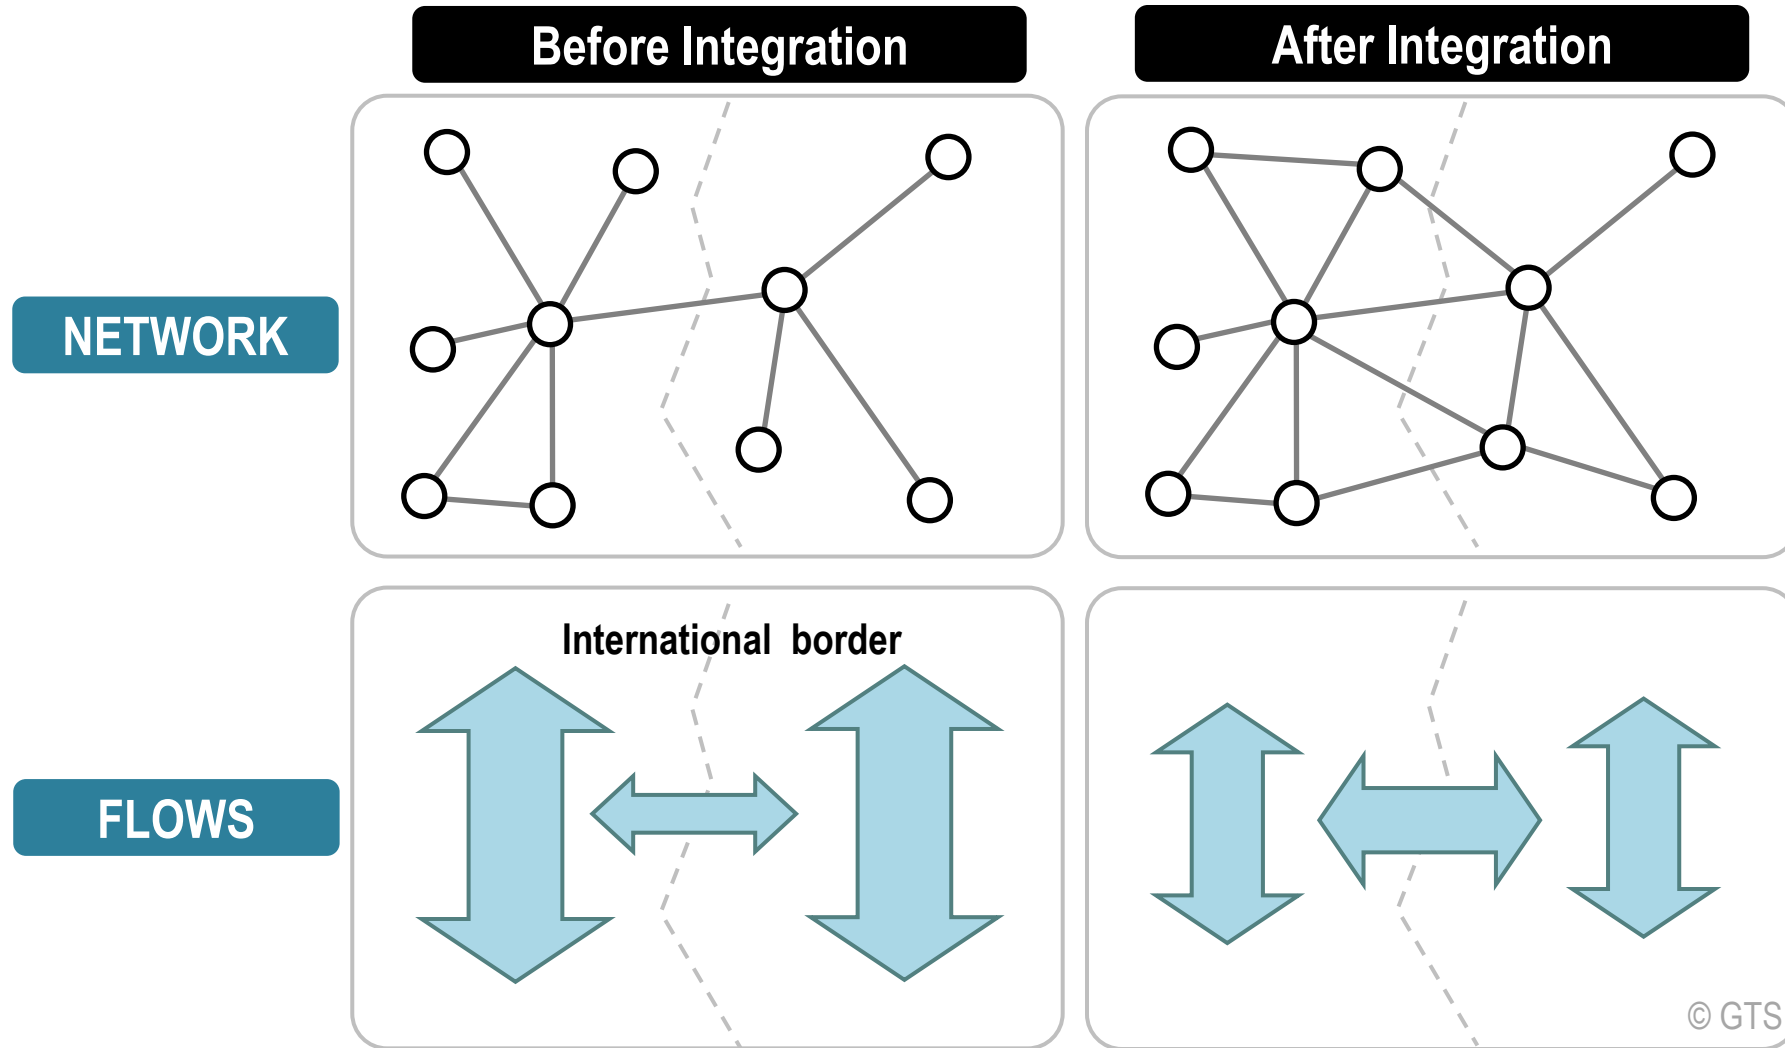 Before Integration
After Integration
NETWORK
International border
FLOWS
© GTS